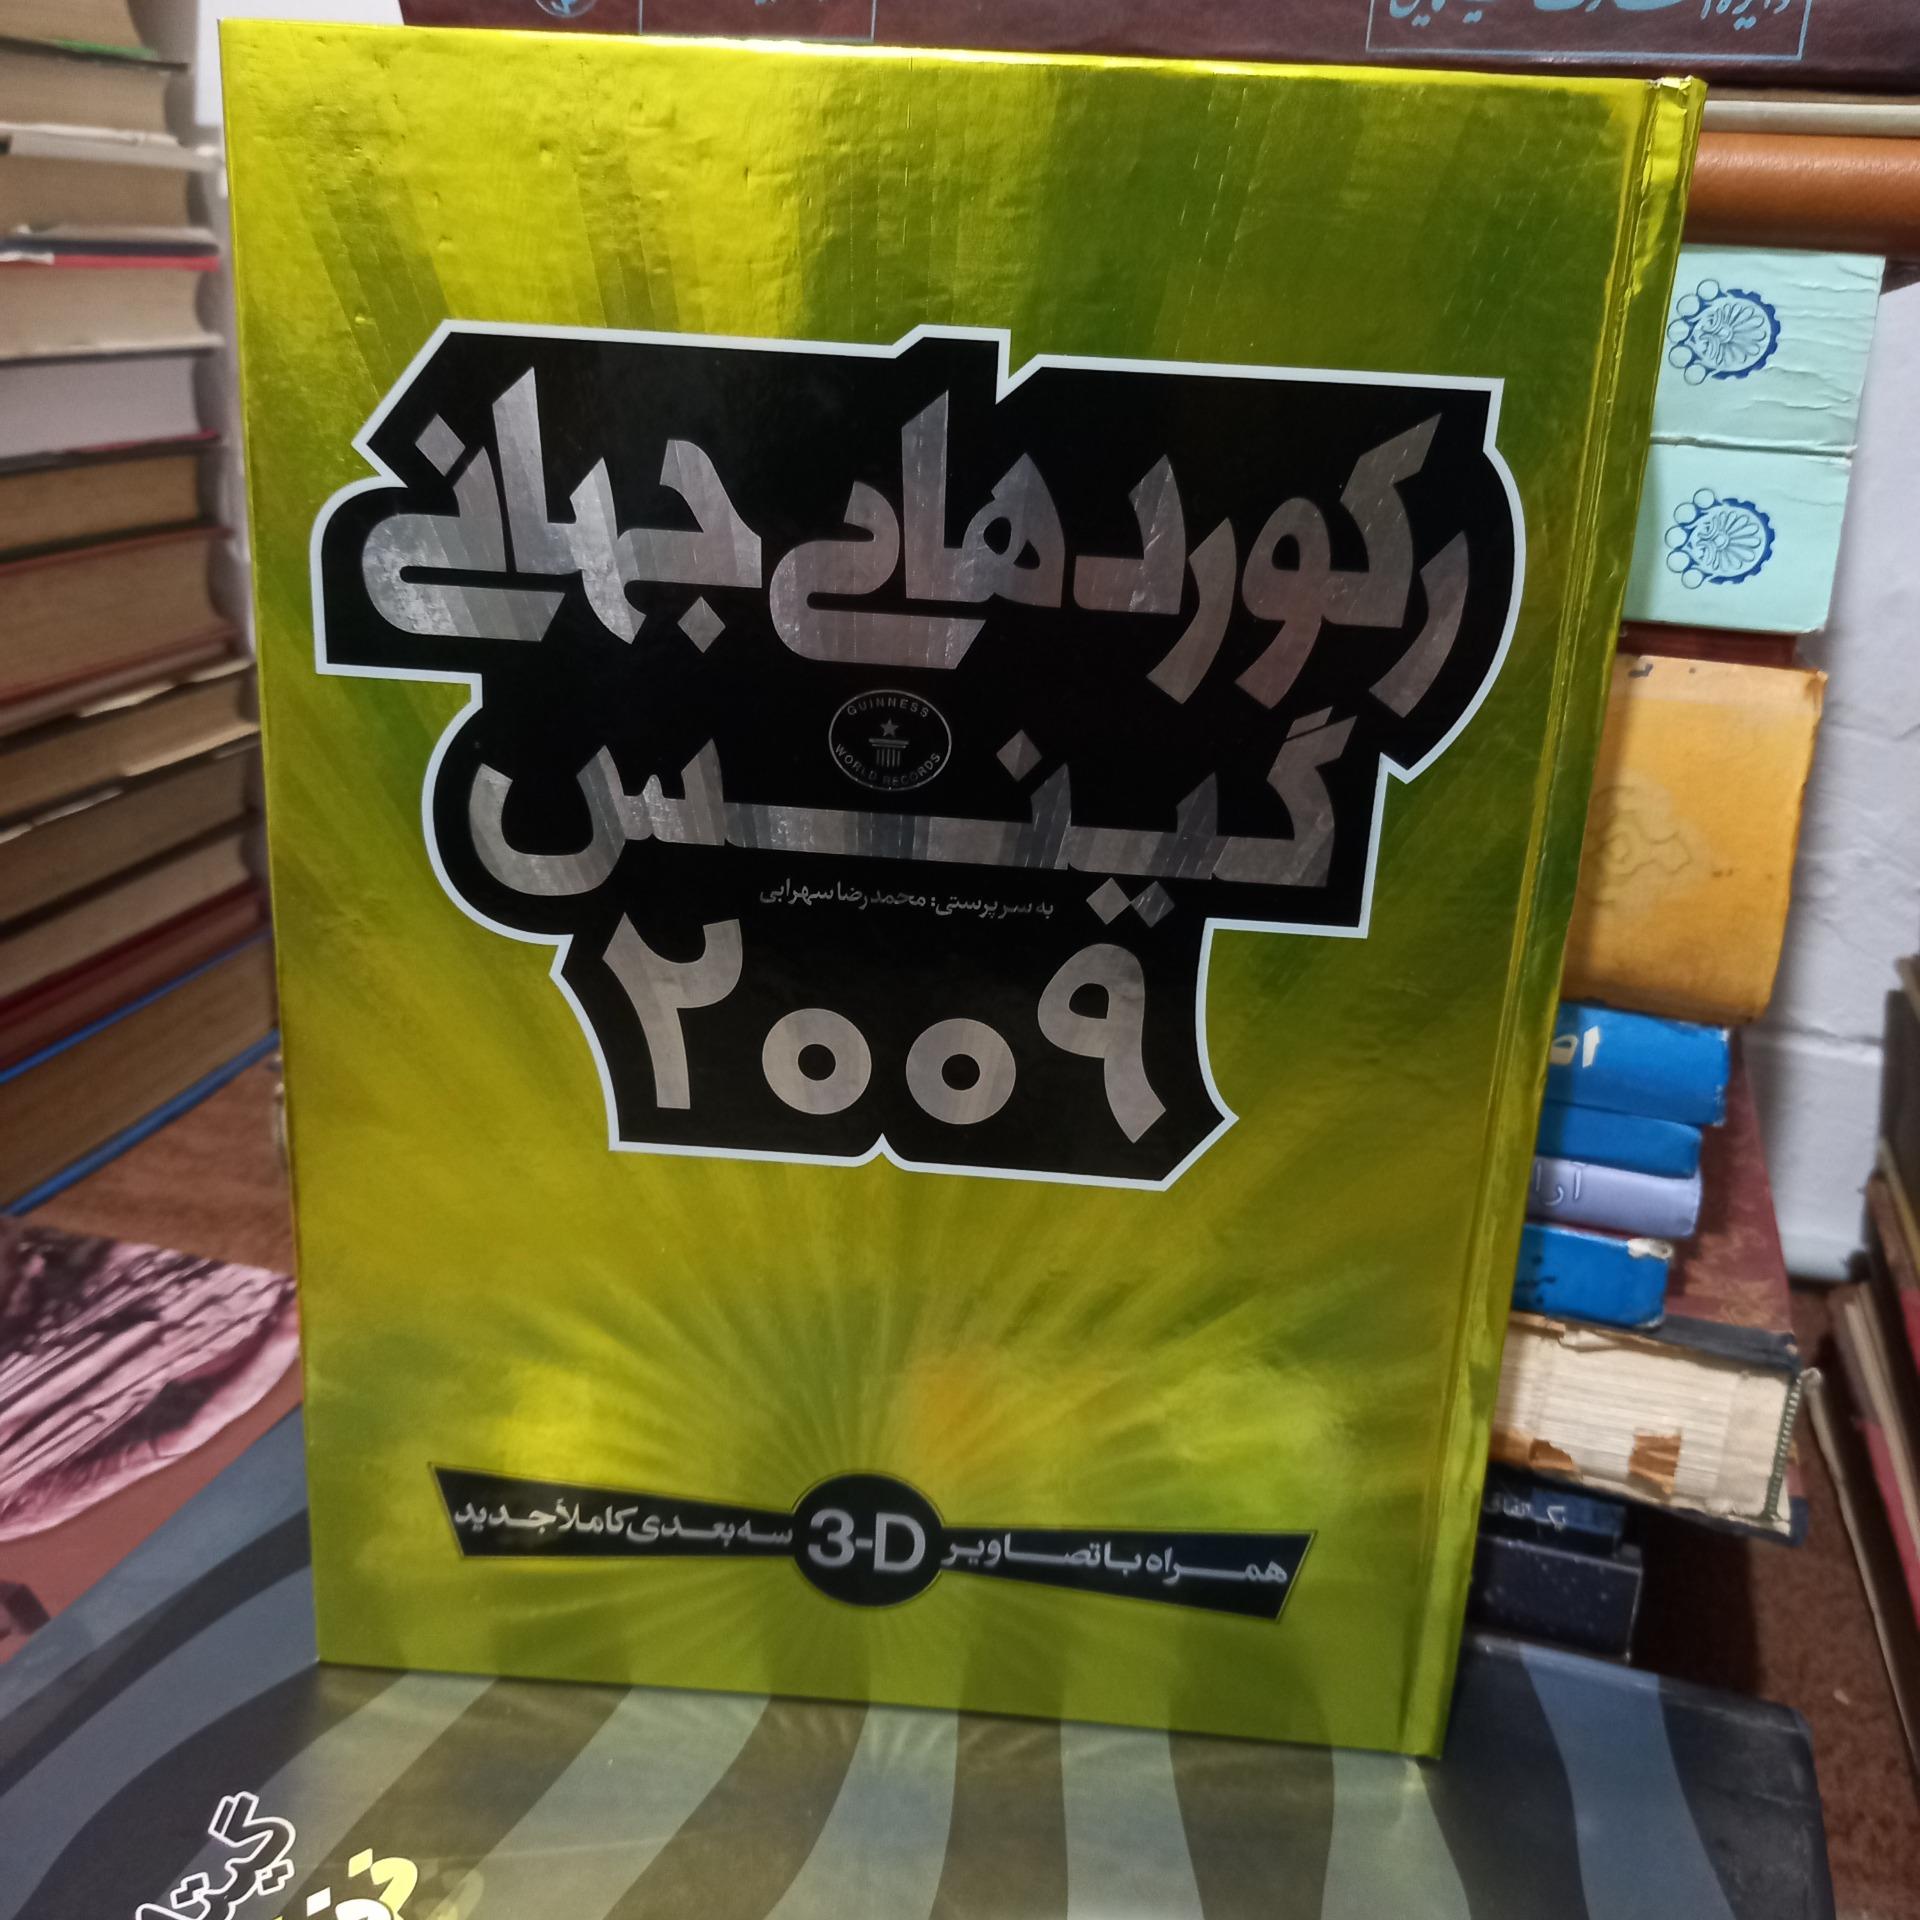 رکوردهای جهانی
GUINNESS
WORLD RECORDS
گینس
به سرپرستی: محمدرضا سهرابی
۲۰۰۹
همراه با تصاویر 3-D سه بعدی کاملاً جدید